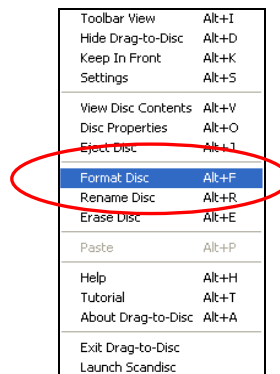 Toolbar View Alt+I
Hide Drag-to-Disc Alt+D
Keep In Front Alt+K
Settings Alt+S
View Disc Contents Alt+V
Disc Properties Alt+O
Eject Disc Alt+J
Format Disc Alt+F
Rename Disc Alt+R
Erase Disc Alt+E
Paste Alt+P
Help Alt+H
Tutorial Alt+T
About Drag-to-Disc Alt+A
Exit Drag-to-Disc
Launch Scandisc